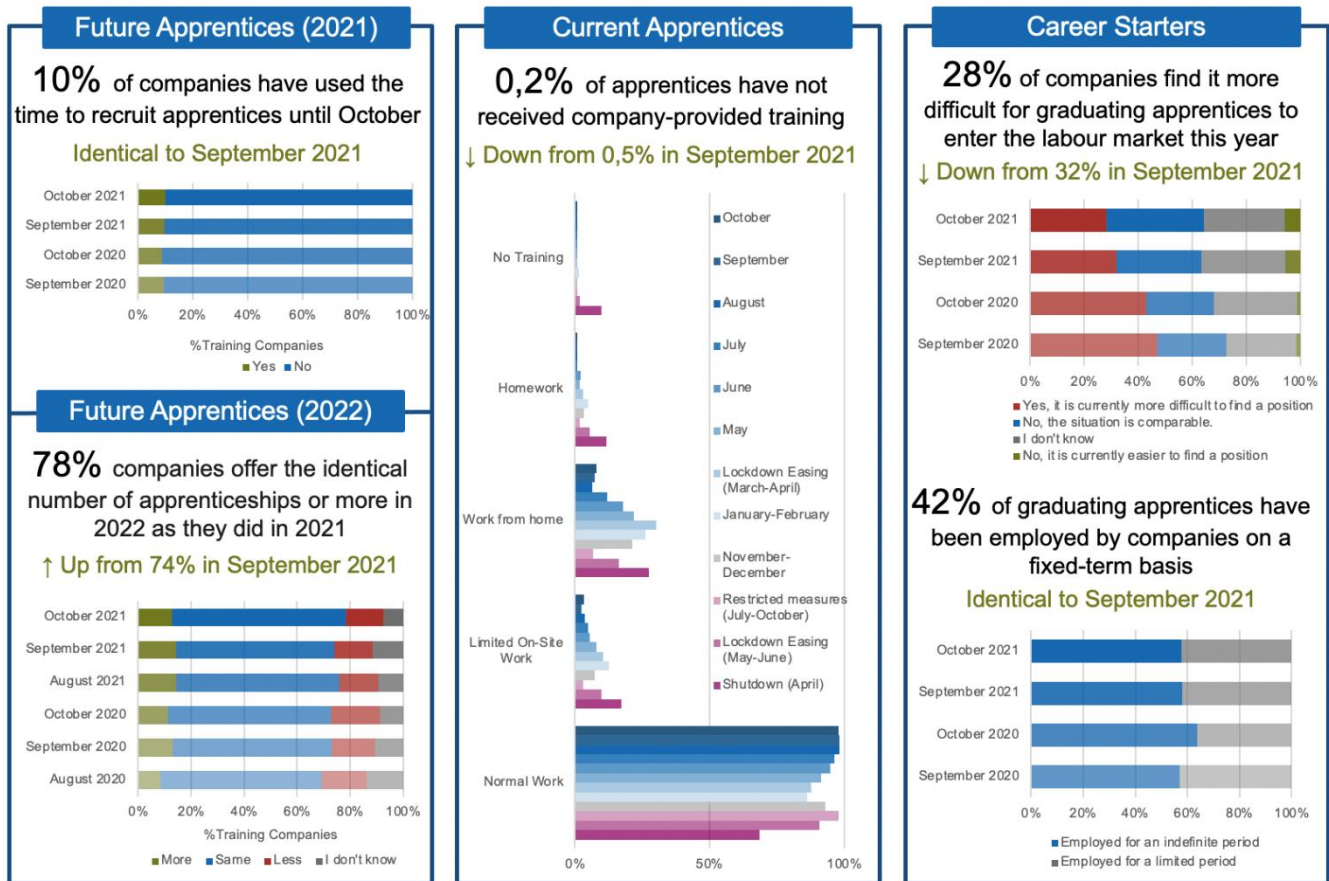 Future Apprentices (2021)
10% of companies have used the
time to recruit apprentices until October
Identical to September 2021
October 2021
September 2021
October 2020
September 2020
0% 20% 40% 60% 80% 100%
%Training Companies
Yes No
Future Apprentices (2022)
78% companies offer the identical
number of apprenticeships or more in
2022 as they did in 2021
↑ Up from 74% in September 2021
October 2021
September 2021
August 2021
October 2020
September 2020
August 2020
0% 20% 40% 60% 80% 100%
%Training Companies
More Same Less I don't know
Current Apprentices
0,2% of apprentices have not
received company-provided training
↓ Down from 0,5% in September 2021
No Training
Homework
Work from home
Limited On-Site
Work
Normal Work
0% 50% 100%
October
September
August
July
June
May
Lockdown Easing
(March-April)
January-February
November-
December
Restricted measures
(July-October)
Lockdown Easing
(May-June)
Shutdown (April)
Career Starters
28% of companies find it more
difficult for graduating apprentices to
enter the labour market this year
↓ Down from 32% in September 2021
October 2021
September 2021
October 2020
September 2020
0% 20% 40% 60% 80% 100%
Yes, it is currently more difficult to find a position
No, the situation is comparable.
I don't know
No, it is currently easier to find a position
42% of graduating apprentices have
been employed by companies on a
fixed-term basis
Identical to September 2021
October 2021
September 2021
October 2020
September 2020
0% 20% 40% 60% 80% 100%
Employed for an indefinite period
Employed for a limited period